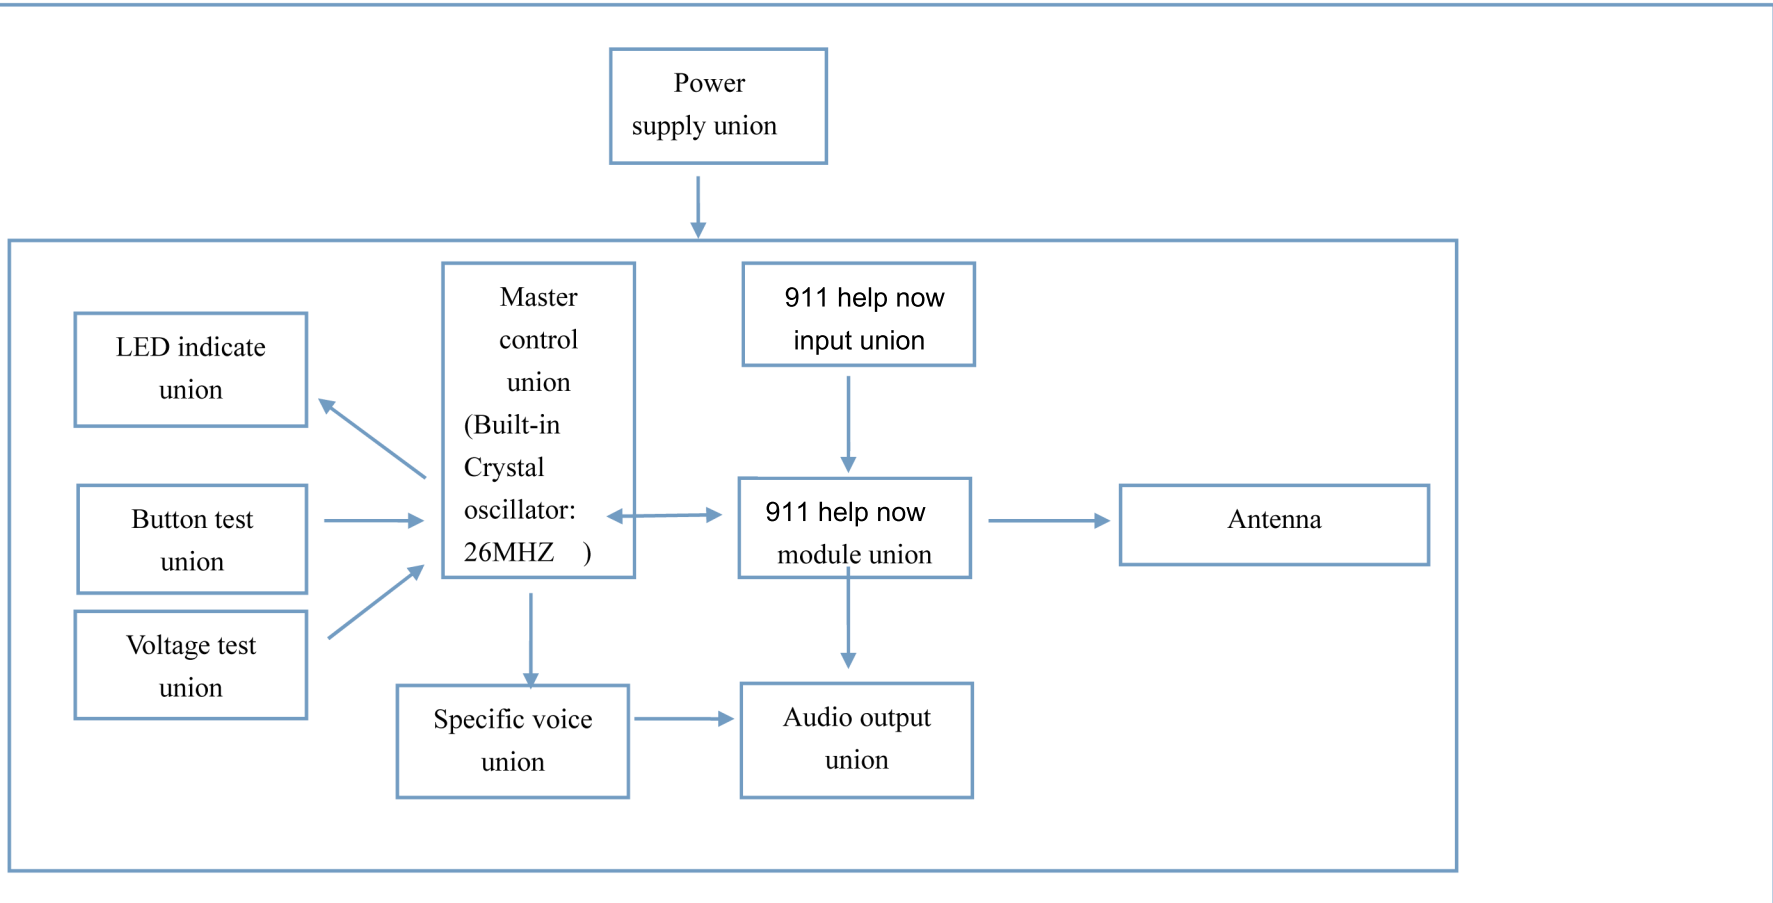 Power
supply union
Master
control
union
(Built-in
Crystal
oscillator:
26MHZ )
911 help now
input union
LED indicate
union
Button test
union
911 help now
module union
Antenna
Voltage test
union
Specific voice
union
Audio output
union